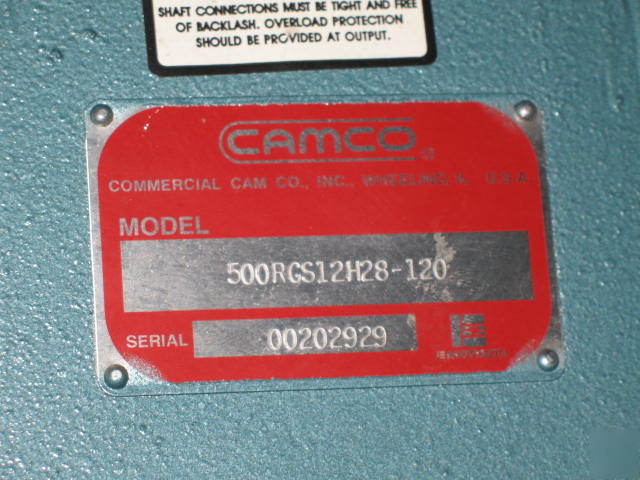 SHAFT CONNECTIONS MUST BE TIGHT AND FREE
OF BACKLASH. OVERLOAD PROTECTION
SHOULD BE PROVIDED AT OUTPUT.
CAMCO
COMMERCIAL CAM CO., INC., WHEELING, IL U.S.A.
MODEL
500RGS12H28-120
SERIAL 00202929